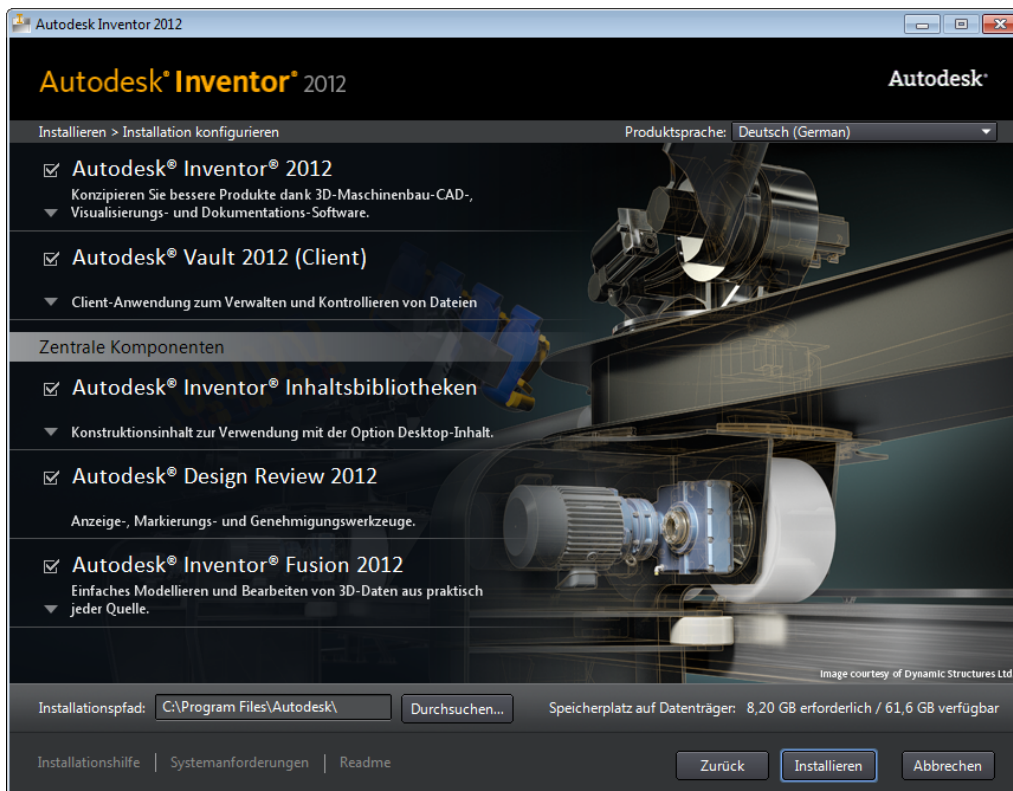 Autodesk Inventor 2012
Autodesk® Inventor® 2012
Autodesk®
Installieren > Installation konfigurieren
Produktsprache: Deutsch (German)
Autodesk® Inventor® 2012
Konzipieren Sie bessere Produkte dank 3D-Maschinenbau-CAD-,
Visualisierungs- und Dokumentations-Software.
Autodesk® Vault 2012 (Client)
Client-Anwendung zum Verwalten und Kontrollieren von Dateien
Zentrale Komponenten
Autodesk® Inventor® Inhaltsbibliotheken
Konstruktionsinhalt zur Verwendung mit der Option Desktop-Inhalt.
Autodesk® Design Review 2012
Anzeige-, Markierungs- und Genehmigungswerkzeuge.
Autodesk® Inventor® Fusion 2012
Einfaches Modellieren und Bearbeiten von 3D-Daten aus praktisch
jeder Quelle.
Image courtesy of Dynamic Structures Ltd
Installationspfad: C:\Program Files\Autodesk\ Durchsuchen... Speicherplatz auf Datenträger: 8,20 GB erforderlich / 61,6 GB verfügbar
Installationshilfe | Systemanforderungen | Readme
Zurück Installieren Abbrechen